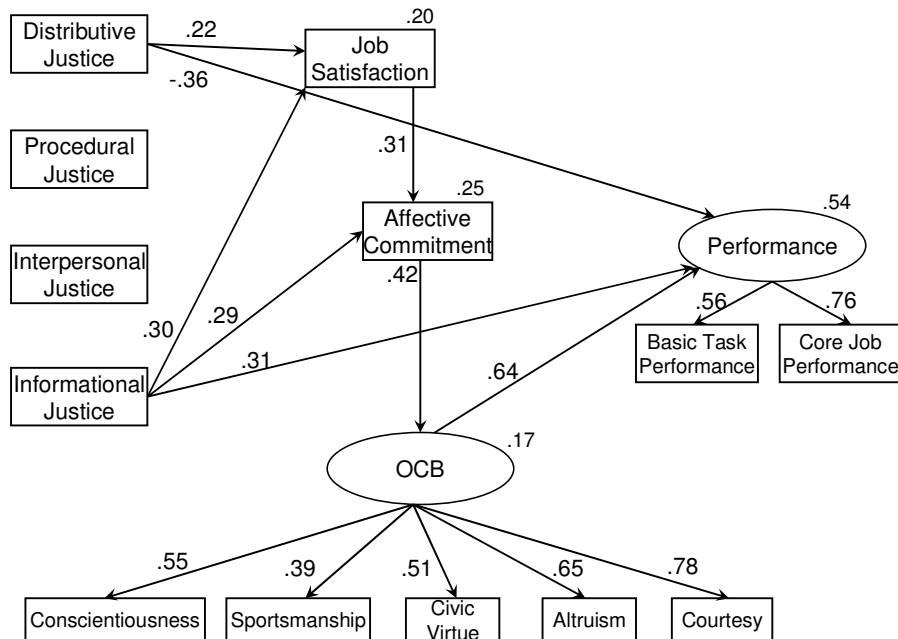 Distributive
Justice
.22
.20
Job
Satisfaction
-.36
Procedural
Justice
.31
.25
Affective
Commitment
.54
Performance
Interpersonal
Justice
.42
.30
.29
.56
.76
Basic Task
Performance
Core Job
Performance
Informational
Justice
.31
.64
.17
OCB
.55
.39
.51
.65
.78
Conscientiousness
Sportsmanship
Civic
Virtue
Altruism
Courtesy